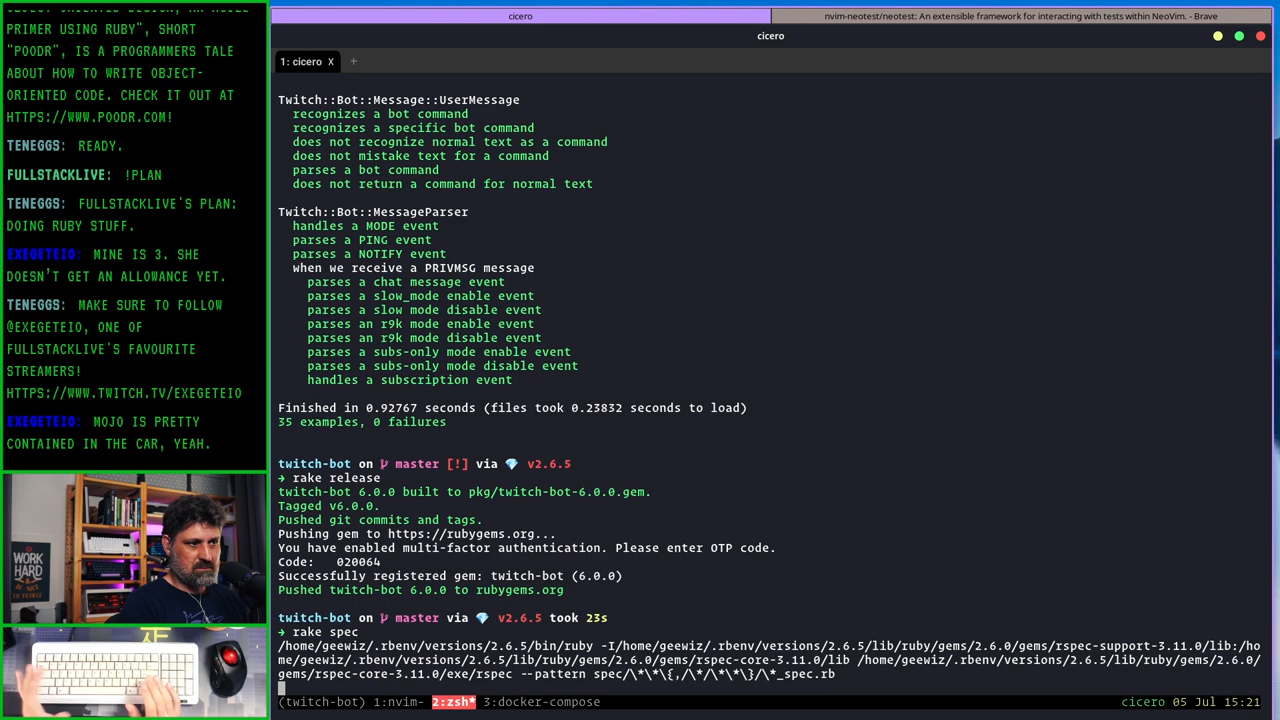 PRIMER USING RUBY", SHORT
"POODR", IS A PROGRAMMERS TALE
ABOUT HOW TO WRITE OBJECT-
ORIENTED CODE. CHECK IT OUT AT
HTTPS://WWW.POODR.COM!
TENEGGS: READY.
FULLSTACKLIVE: !PLAN
TENEGGS: FULLSTACKLIVE'S PLAN:
DOING RUBY STUFF.
EXEGETEIO: MINE IS 3. SHE
DOESN'T GET AN ALLOWANCE YET.
TENEGGS: MAKE SURE TO FOLLOW
@EXEGETEIO, ONE OF
FULLSTACKLIVE'S FAVOURITE
STREAMERS!
HTTPS://WWW.TWITCH.TV/EXEGETEIO
EXEGETEIO: MOJO IS PRETTY
CONTAINED IN THE CAR, YEAH.
WORK
HARD
cicero
nvim-neotest/neotest: An extensible framework for interacting with tests within NeoVim. - Brave
cicero
1: cicero X +
Twitch::Bot::Message::UserMessage
recognizes a bot command
recognizes a specific bot command
does not recognize normal text as a command
does not mistake text for a command
parses a bot command
does not return a command for normal text
Twitch::Bot::MessageParser
handles a MODE event
parses a PING event
parses a NOTIFY event
when we receive a PRIVMSG message
parses a chat message event
parses a slow_mode enable event
parses a slow mode disable event
parses an r9k mode enable event
parses an r9k mode disable event
parses a subs-only mode enable event
parses a subs-only mode disable event
handles a subscription event
Finished in 0.92767 seconds (files took 0.23832 seconds to load)
35 examples, 0 failures
twitch-bot on master [!] via v2.6.5
→ rake release
twitch-bot 6.0.0 built to pkg/twitch-bot-6.0.0.gem.
Tagged v6.0.0.
Pushed git commits and tags.
Pushing gem to https://rubygems.org...
You have enabled multi-factor authentication. Please enter OTP code.
Code: 020064
Successfully registered gem: twitch-bot (6.0.0)
Pushed twitch-bot 6.0.0 to rubygems.org
twitch-bot on master via v2.6.5 took 23s
→ rake spec
/home/geewiz/.rbenv/versions/2.6.5/bin/ruby -I/home/geewiz/.rbenv/versions/2.6.5/lib/ruby/gems/2.6.0/gems/rspec-support-3.11.0/lib:/ho
me/geewiz/.rbenv/versions/2.6.5/lib/ruby/gems/2.6.0/gems/rspec-core-3.11.0/lib /home/geewiz/.rbenv/versions/2.6.5/lib/ruby/gems/2.6.0/
gems/rspec-core-3.11.0/exe/rspec --pattern spec/\*\*\{,/\*/\*\*\}/\*_spec.rb
(twitch-bot) 1:nvim- 2:zsh* 3:docker-compose
cicero 05 Jul 15:21